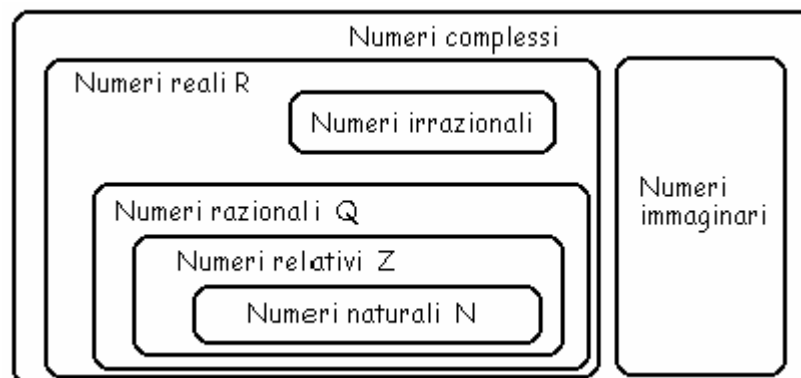 Numeri complessi
Numeri reali R
Numeri irrazionali
Numeri razionali Q
Numeri relativi Z
Numeri naturali N
Numeri
immaginari